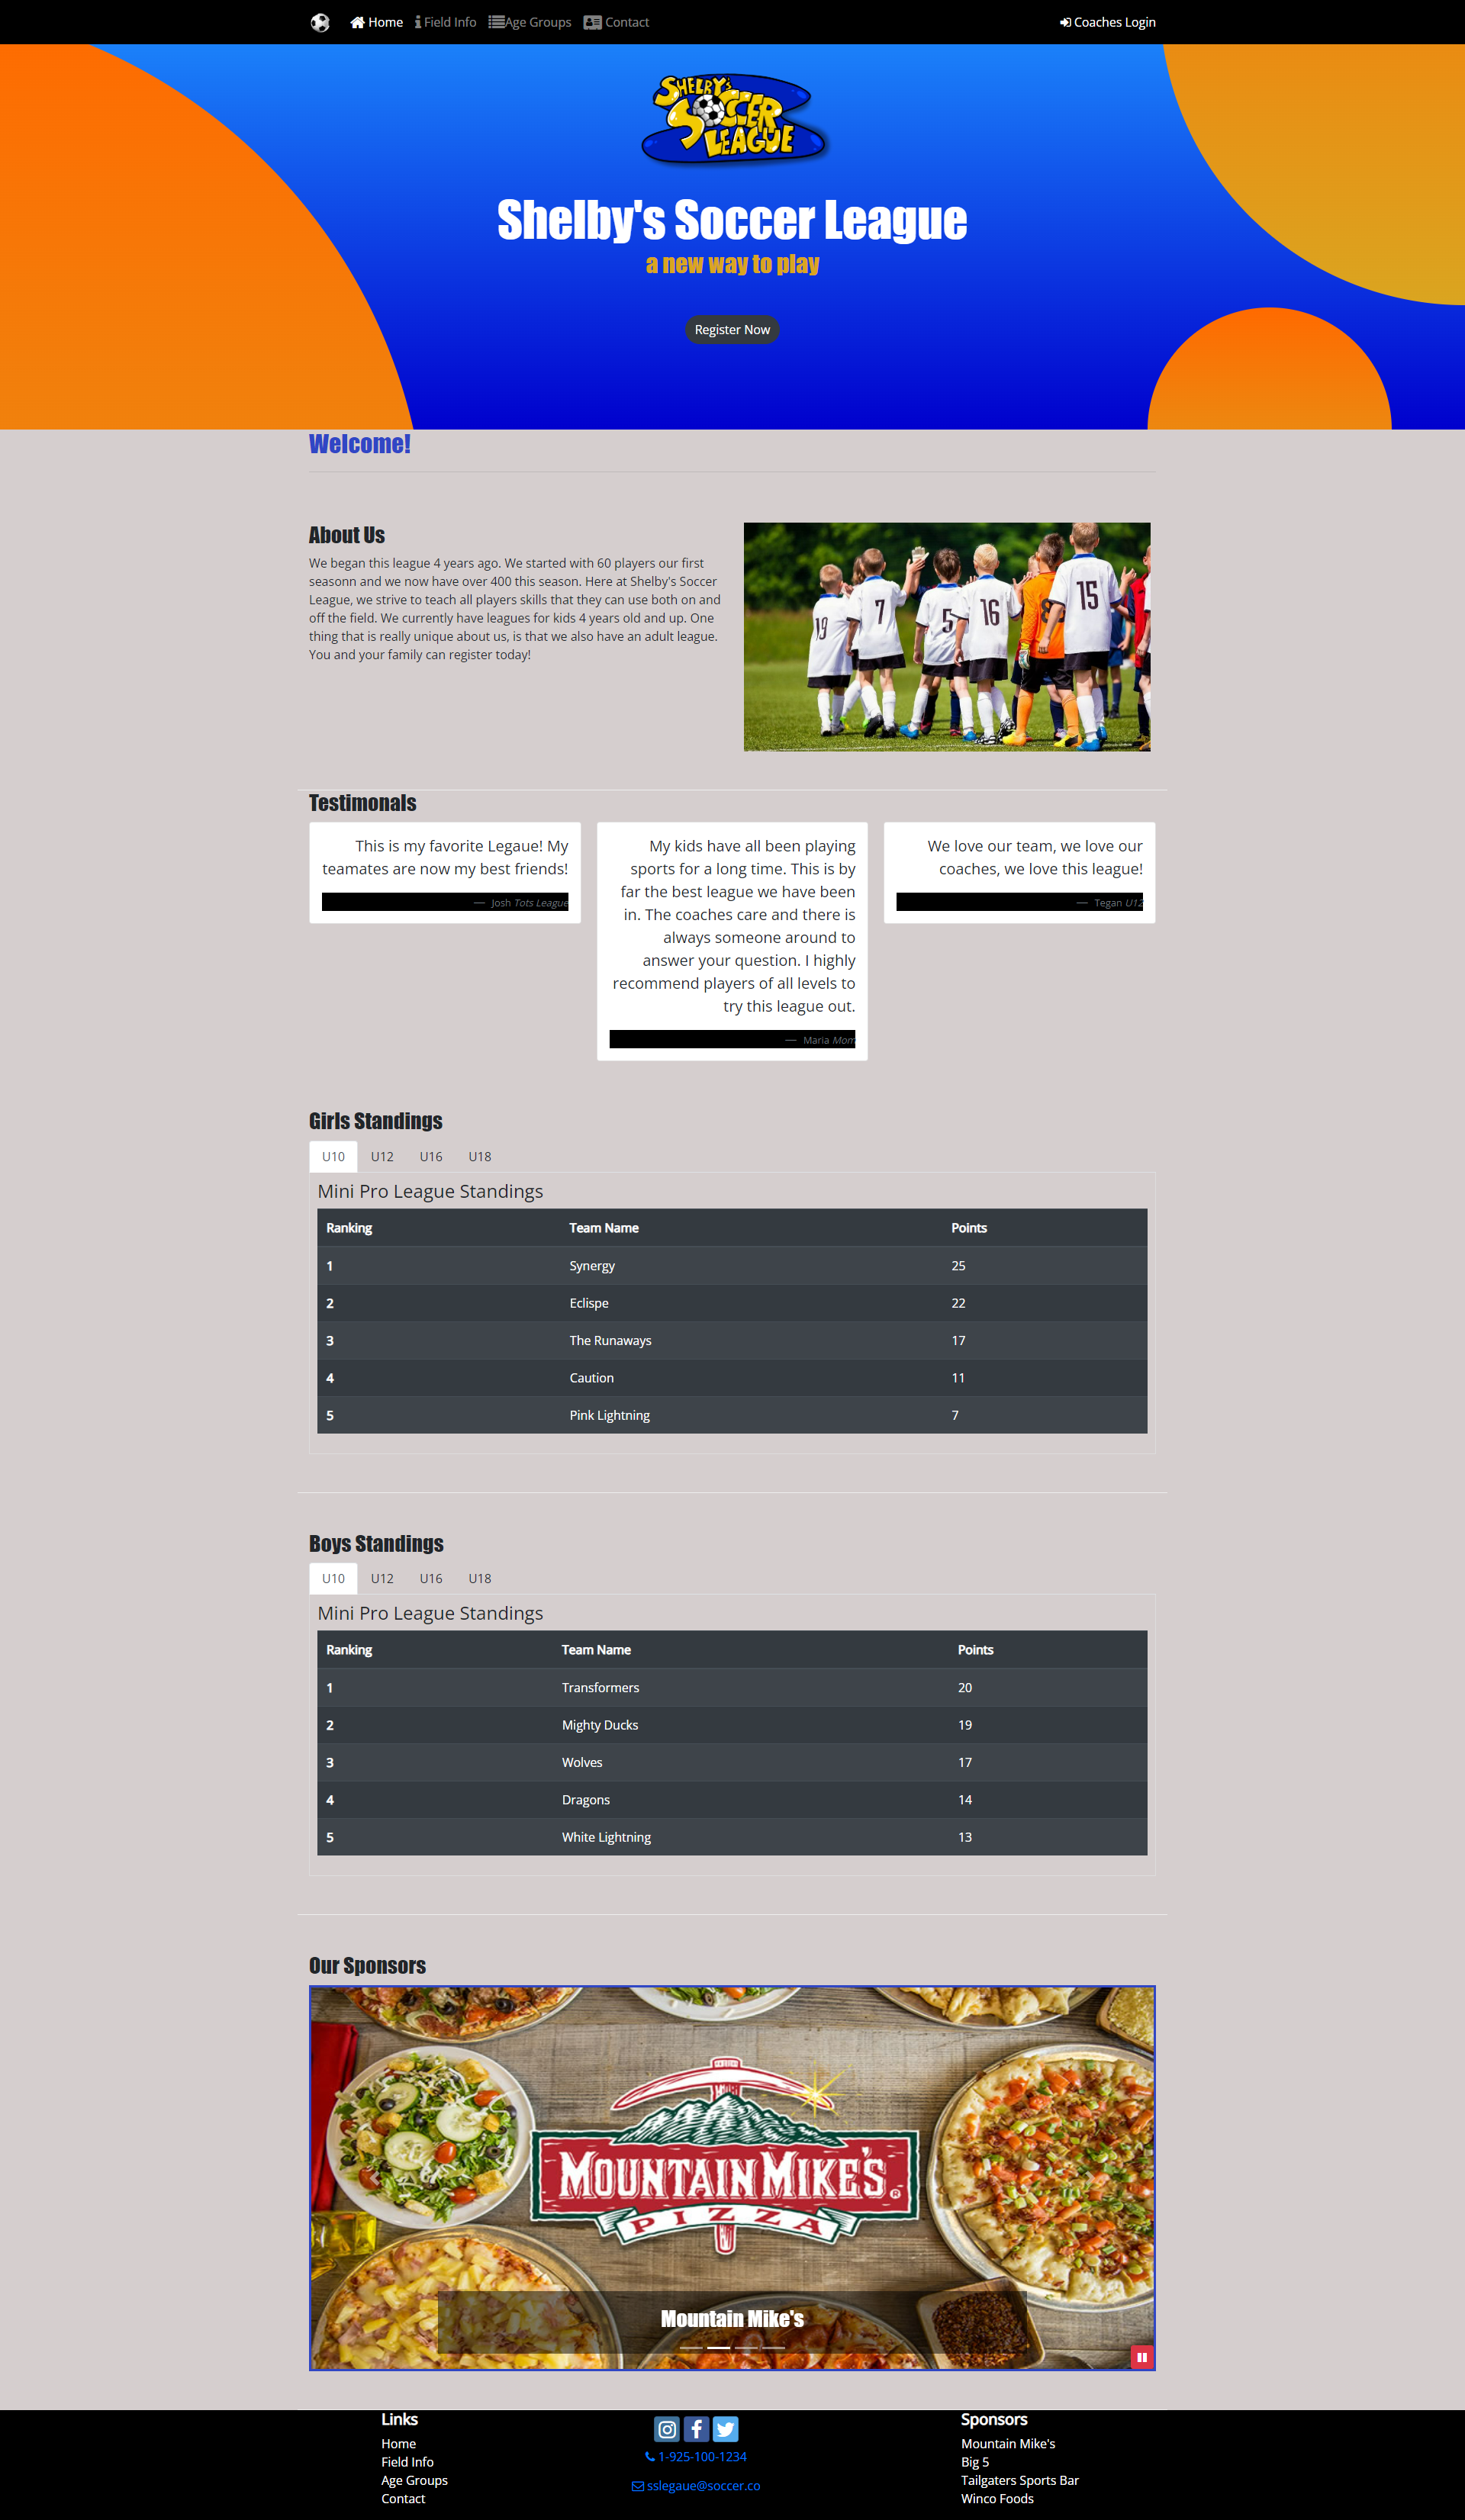 Home Field Info Age Groups Contact Coaches Login
SHELBY'S
SOCCER
LEAGUE
Shelby's Soccer League
a new way to play
Register Now
Welcome!
About Us
We began this league 4 years ago. We started with 60 players our first
seasonn and we now have over 400 this season. Here at Shelby's Soccer
League, we strive to teach all players skills that they can use both on and
off the field. We currently have leagues for kids 4 years old and up. One
thing that is really unique about us, is that we also have an adult league.
You and your family can register today!
19 7 5 16 8 15
Testimonals
This is my favorite Legaue! My
teamates are now my best friends!
— Josh Tots League
My kids have all been playing
sports for a long time. This is by
far the best league we have been
in. The coaches care and there is
always someone around to
answer your question. I highly
recommend players of all levels to
try this league out.
— Maria Mom
We love our team, we love our
coaches, we love this league!
— Tegan U12
Girls Standings
U10 U12 U16 U18
Mini Pro League Standings
Ranking Team Name Points
1 Synergy 25
2 Eclispe 22
3 The Runaways 17
4 Caution 11
5 Pink Lightning 7
Boys Standings
U10 U12 U16 U18
Mini Pro League Standings
Ranking Team Name Points
1 Transformers 20
2 Mighty Ducks 19
3 Wolves 17
4 Dragons 14
5 White Lightning 13
Our Sponsors
MOUNTAIN MIKE'S®
PIZZA
Mountain Mike's
Links
Home
Field Info
Age Groups
Contact
1-925-100-1234
sslegaue@soccer.co
Sponsors
Mountain Mike's
Big 5
Tailgaters Sports Bar
Winco Foods